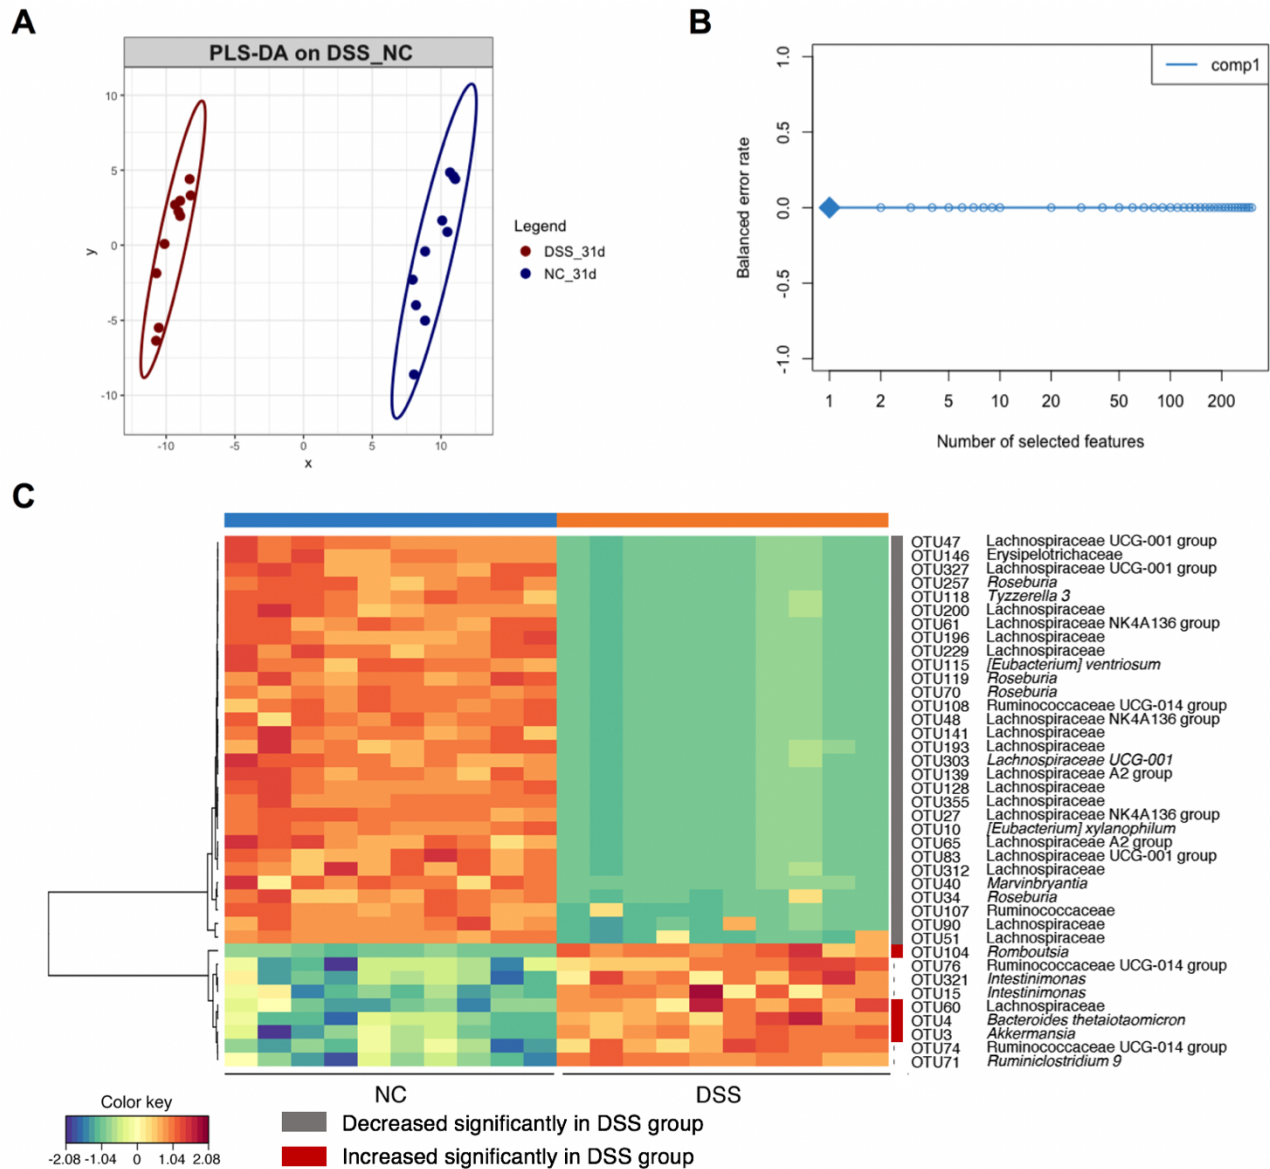 A
PLS-DA on DSS_NC
10
5
0
-5
-10
y
-10 -5 0 5 10
x
Legend
DSS_31d
NC_31d
B
comp1
1.0
0.5
0.0
-0.5
-1.0
Balanced error rate
1 2 5 10 20 50 100 200
Number of selected features
C
OTU47 Lachnospiraceae UCG-001 group
OTU146 Erysipelotrichaceae
OTU327 Lachnospiraceae UCG-001 group
OTU257 Roseburia
OTU118 Tyzzerella 3
OTU200 Lachnospiraceae
OTU61 Lachnospiraceae NK4A136 group
OTU196 Lachnospiraceae
OTU229 Lachnospiraceae
OTU115 [Eubacterium] ventriosum
OTU119 Roseburia
OTU70 Roseburia
OTU108 Ruminococcaceae UCG-014 group
OTU48 Lachnospiraceae NK4A136 group
OTU141 Lachnospiraceae
OTU193 Lachnospiraceae
OTU303 Lachnospiraceae UCG-001
OTU139 Lachnospiraceae A2 group
OTU128 Lachnospiraceae
OTU355 Lachnospiraceae
OTU27 Lachnospiraceae NK4A136 group
OTU10 [Eubacterium] xylanophilum
OTU65 Lachnospiraceae A2 group
OTU83 Lachnospiraceae UCG-001 group
OTU312 Lachnospiraceae
OTU40 Marvinbryantia
OTU34 Roseburia
OTU107 Ruminococcaceae
OTU90 Lachnospiraceae
OTU51 Lachnospiraceae
OTU104 Romboutsia
OTU76 Ruminococcaceae UCG-014 group
OTU321 Intestinimonas
OTU15 Intestinimonas
OTU60 Lachnospiraceae
OTU4 Bacteroides thetaiotaomicron
OTU3 Akkermansia
OTU74 Ruminococcaceae UCG-014 group
OTU71 Ruminiclostridium 9
NC DSS
Color key
-2.08 -1.04 0 1.04 2.08
Decreased significantly in DSS group
Increased significantly in DSS group